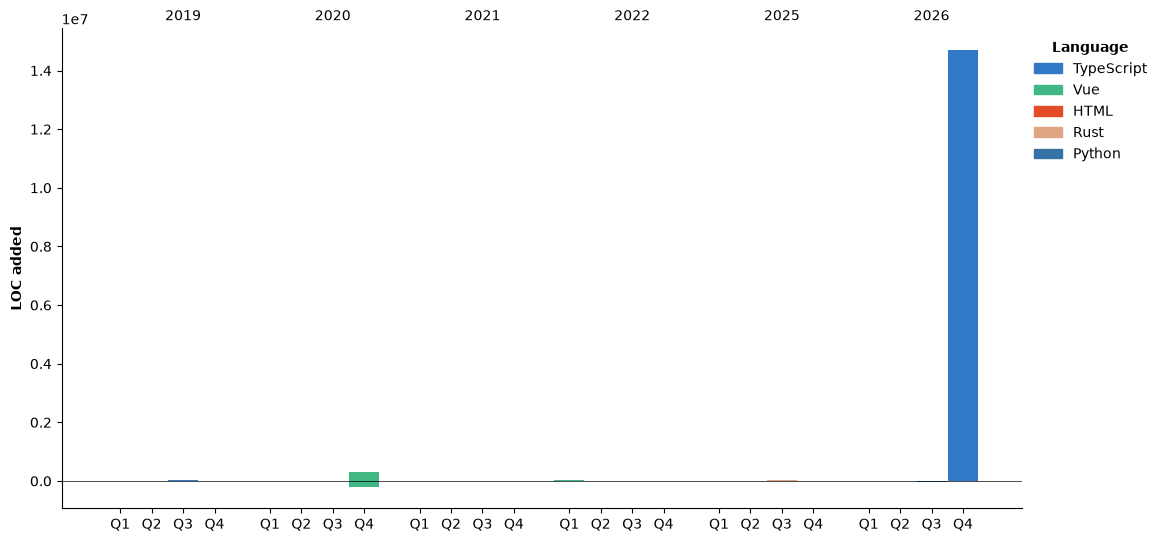 1e7
2019 2020 2021 2022 2025 2026
Language
TypeScript
Vue
HTML
Rust
Python
LOC added
1.4
1.2
1.0
0.8
0.6
0.4
0.2
0.0
Q1 Q2 Q3 Q4 Q1 Q2 Q3 Q4 Q1 Q2 Q3 Q4 Q1 Q2 Q3 Q4 Q1 Q2 Q3 Q4 Q1 Q2 Q3 Q4